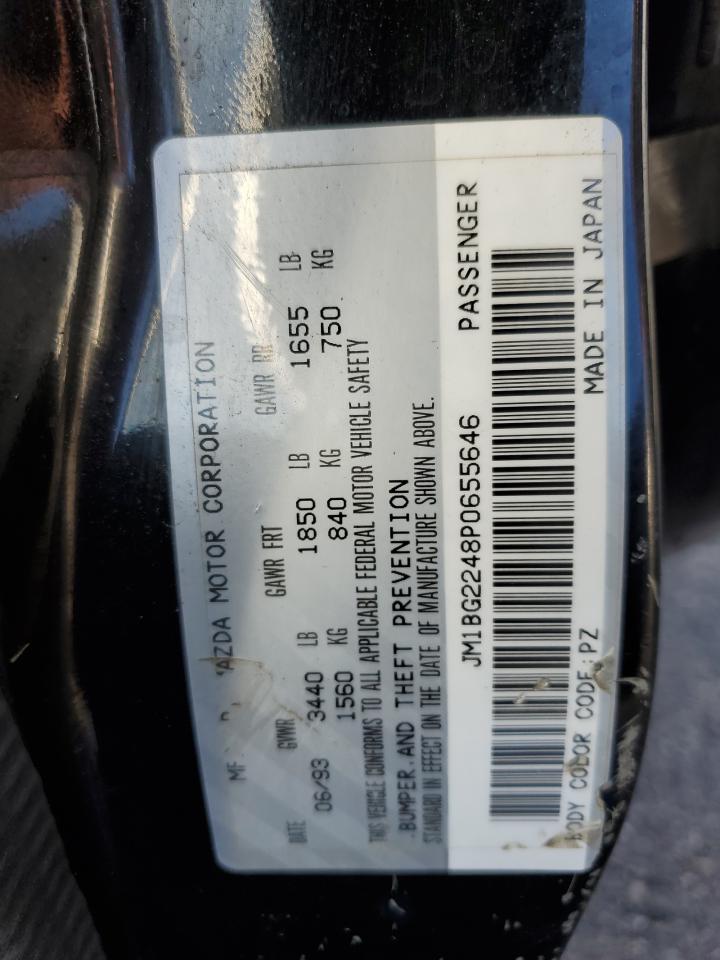 MAZDA MOTOR CORPORATION
DATE GVWR GAWR FRT GAWR RR
06/93 3440 LB 1850 LB 1655 LB
1560 KG 840 KG 750 KG
THIS VEHICLE CONFORMS TO ALL APPLICABLE FEDERAL MOTOR VEHICLE SAFETY
,BUMPER,AND THEFT PREVENTION
STANDARD IN EFFECT ON THE DATE OF MANUFACTURE SHOWN ABOVE.
JM1BG2248P0655646 PASSENGER
BODY COLOR CODE:PZ MADE IN JAPAN